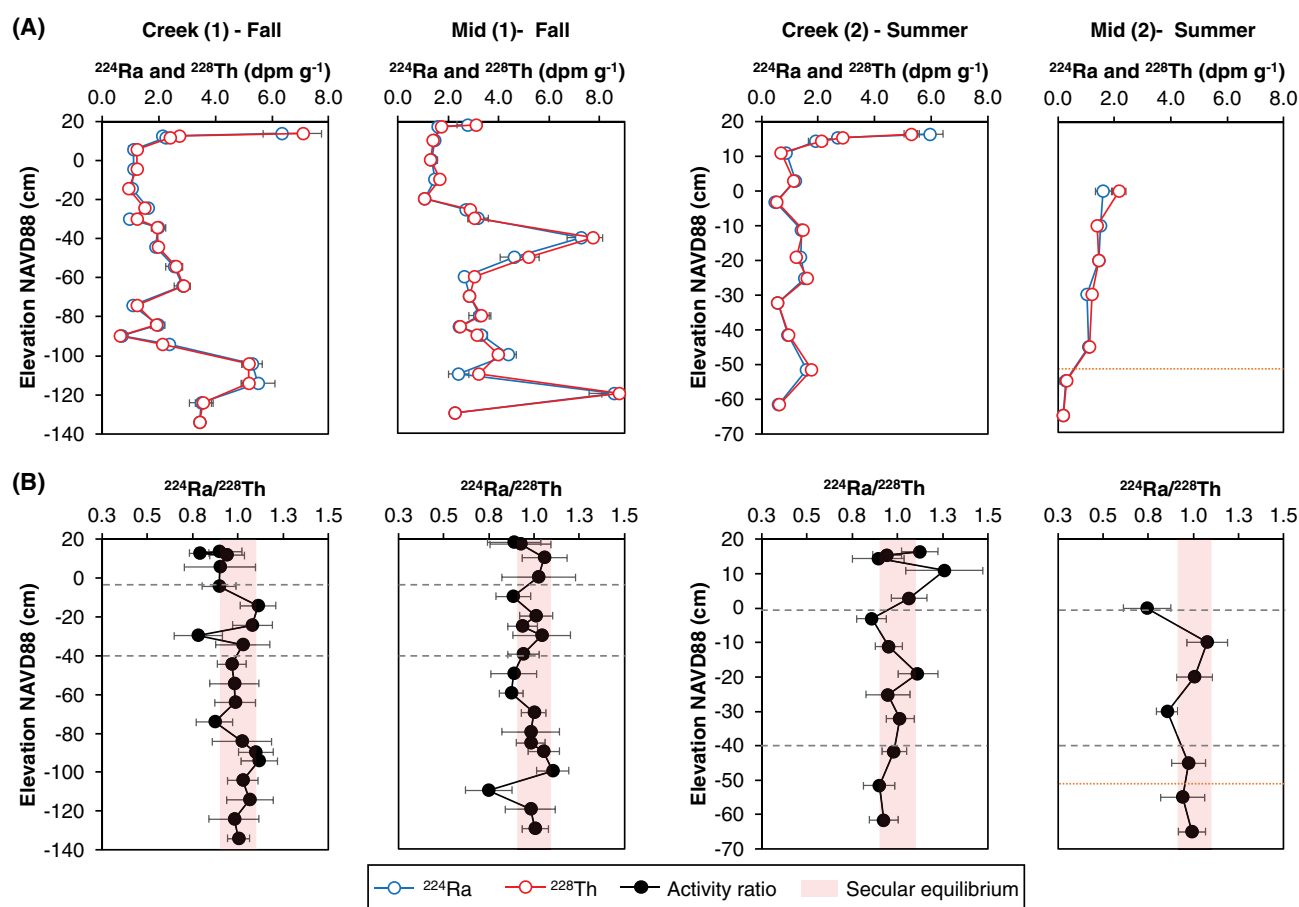 (A)
Creek (1) - Fall
Mid (1)- Fall
Creek (2) - Summer
Mid (2)- Summer
²²⁴Ra and ²²⁸Th (dpm g⁻¹)
²²⁴Ra and ²²⁸Th (dpm g⁻¹)
²²⁴Ra and ²²⁸Th (dpm g⁻¹)
²²⁴Ra and ²²⁸Th (dpm g⁻¹)
0.0 2.0 4.0 6.0 8.0
0.0 2.0 4.0 6.0 8.0
0.0 2.0 4.0 6.0 8.0
0.0 2.0 4.0 6.0 8.0
Elevation NAVD88 (cm)
20
0
-20
-40
-60
-80
-100
-120
-140
Elevation NAVD88 (cm)
20
10
0
-10
-20
-30
-40
-50
-60
-70
(B)
²²⁴Ra/²²⁸Th
²²⁴Ra/²²⁸Th
²²⁴Ra/²²⁸Th
²²⁴Ra/²²⁸Th
0.3 0.5 0.8 1.0 1.3 1.5
0.3 0.5 0.8 1.0 1.3 1.5
0.3 0.5 0.8 1.0 1.3 1.5
0.3 0.5 0.8 1.0 1.3 1.5
Elevation NAVD88 (cm)
20
0
-20
-40
-60
-80
-100
-120
-140
Elevation NAVD88 (cm)
20
10
0
-10
-20
-30
-40
-50
-60
-70
²²⁴Ra ²²⁸Th Activity ratio Secular equilibrium